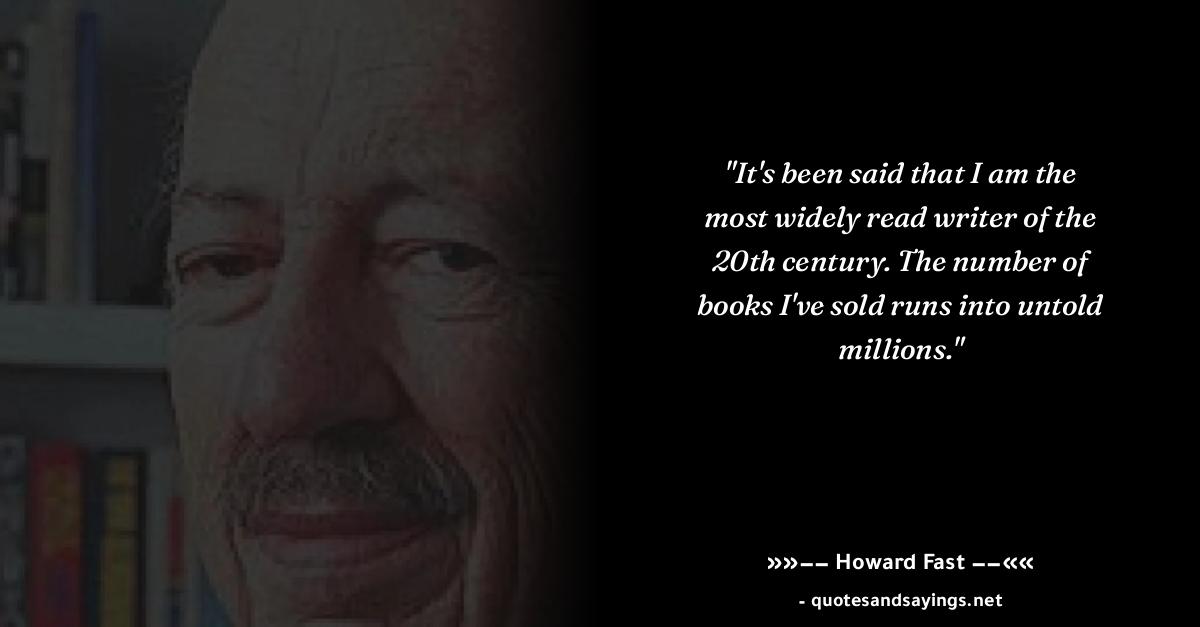 "It's been said that I am the
most widely read writer of the
20th century. The number of
books I've sold runs into untold
millions."
»»−− Howard Fast −−««
- quotesandsayings.net